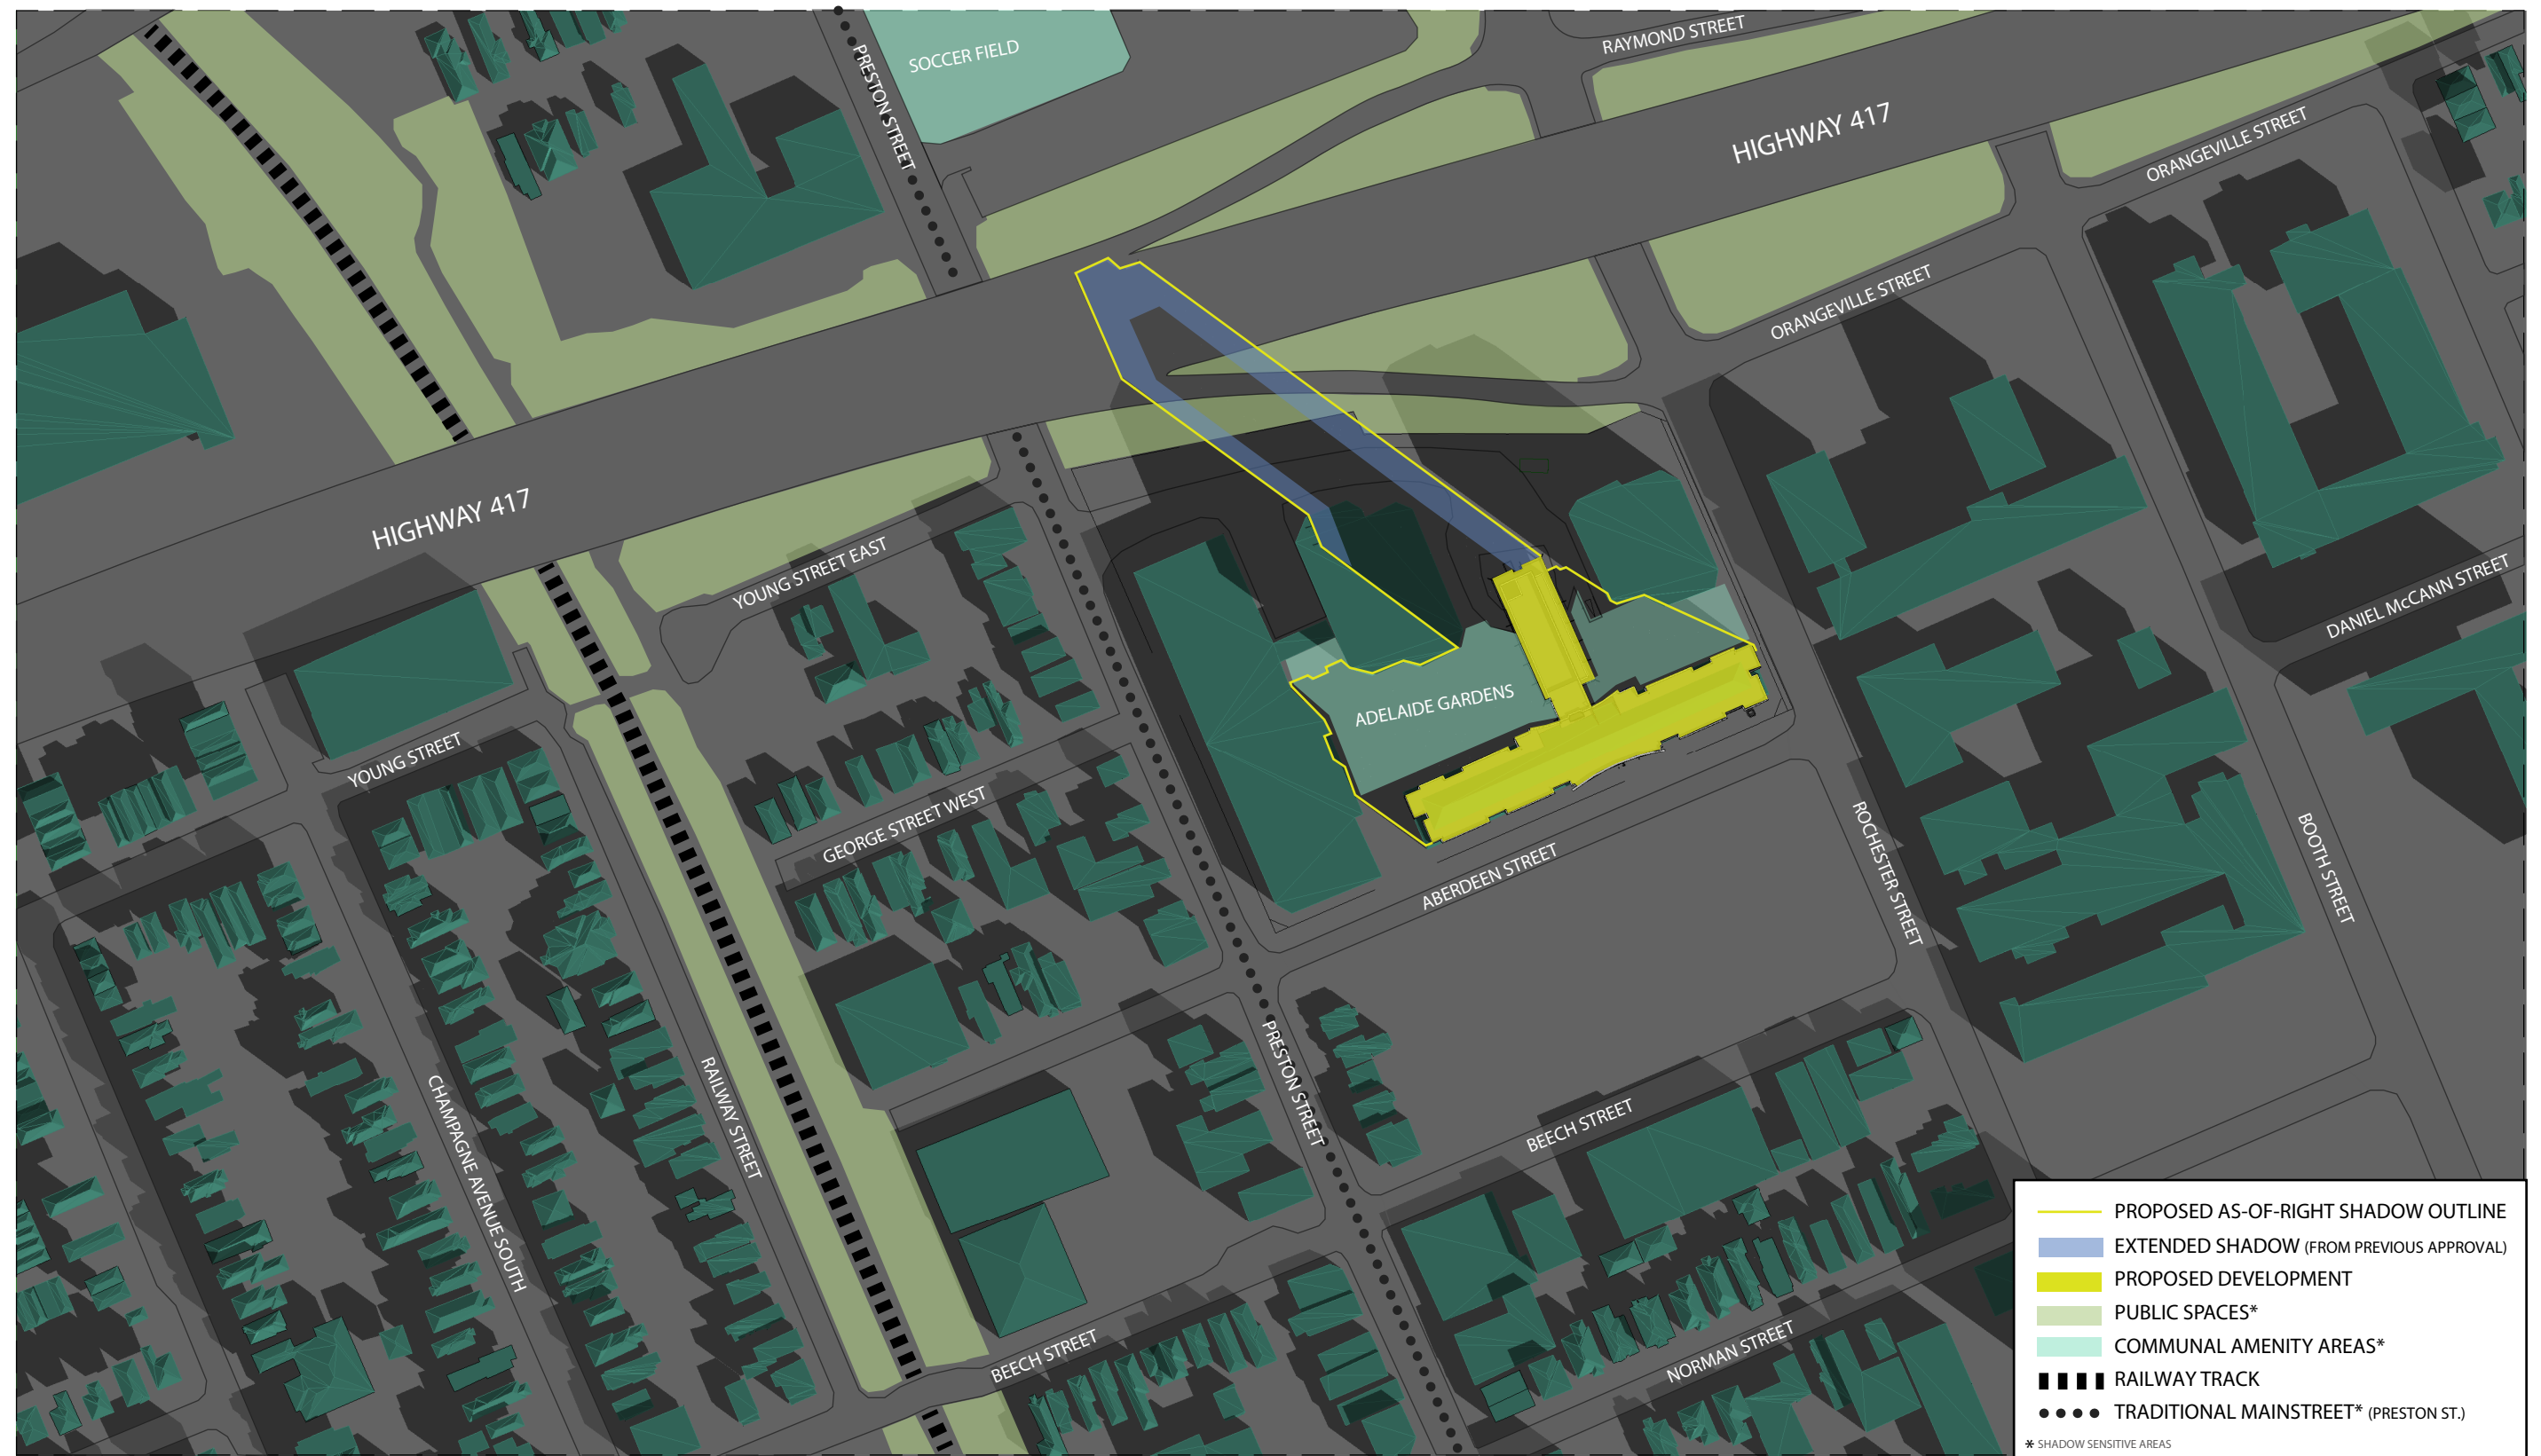 RAYMOND STREET
SOCCER FIELD
PRESTON STREET
HIGHWAY 417
ORANGEVILLE STREET
ORANGEVILLE STREET
HIGHWAY 417
YOUNG STREET EAST
DANIEL McCANN STREET
ADELAIDE GARDENS
YOUNG STREET
GEORGE STREET WEST
ABERDEEN STREET
ROCHESTER STREET
BOOTH STREET
RAILWAY STREET
CHAMPAGNE AVENUE SOUTH
PRESTON STREET
BEECH STREET
BEECH STREET
NORMAN STREET
PROPOSED AS-OF-RIGHT SHADOW OUTLINE
EXTENDED SHADOW (FROM PREVIOUS APPROVAL)
PROPOSED DEVELOPMENT
PUBLIC SPACES*
COMMUNAL AMENITY AREAS*
RAILWAY TRACK
TRADITIONAL MAINSTREET* (PRESTON ST.)
* SHADOW SENSITIVE AREAS